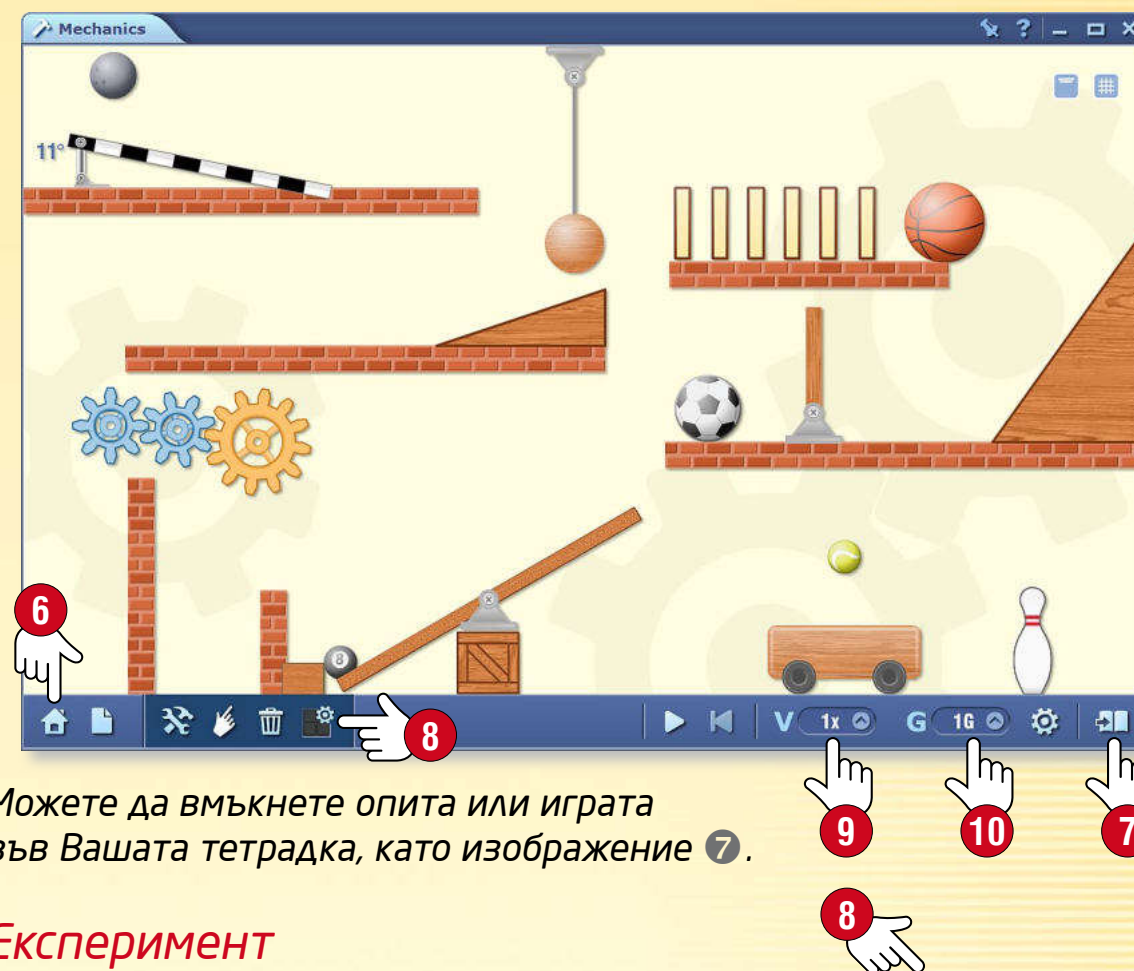 Mechanics
?
11°
8
6
8
V 1x G 1G
9
10
7
Можете да вмъкнете опита или играта
във Вашата тетрадка, като изображение 7.
8
Експеримент